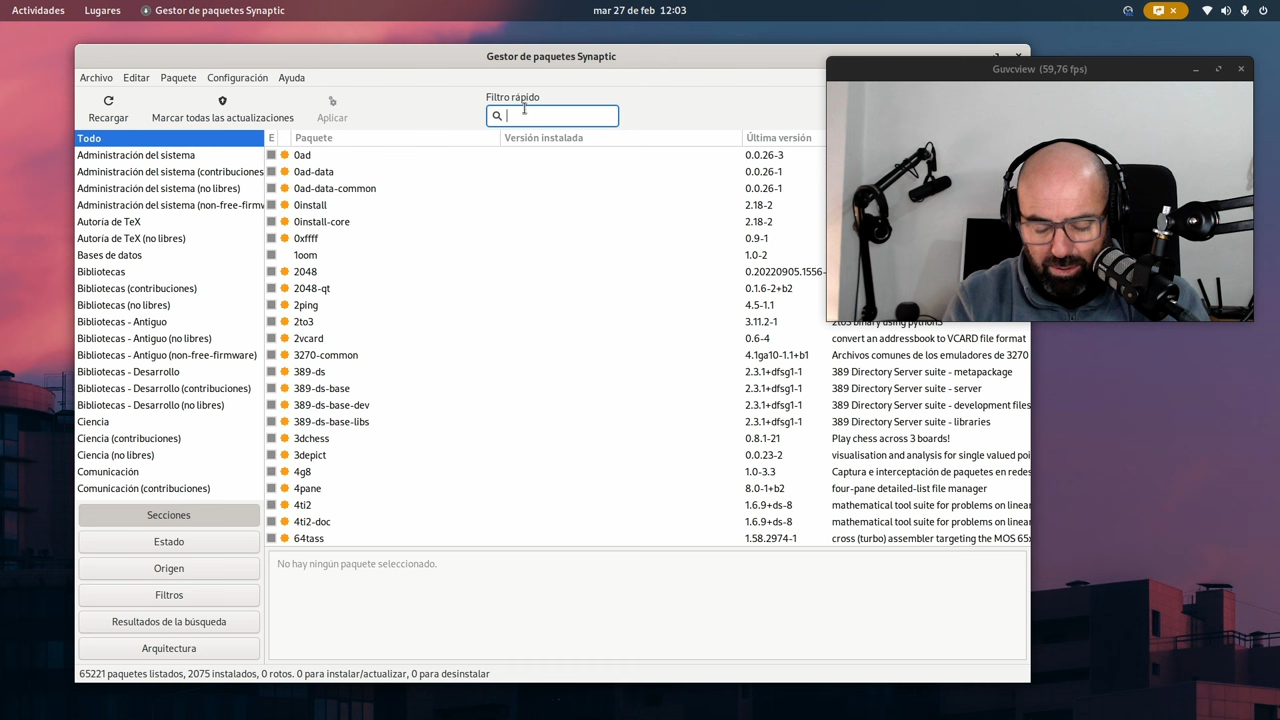 Actividades Lugares Gestor de paquetes Synaptic mar 27 de feb 12:03
Gestor de paquetes Synaptic
Guvcview (59,76 fps)
Archivo Editar Paquete Configuración Ayuda
Filtro rápido
Recargar Marcar todas las actualizaciones Aplicar
Todo E Paquete Versión instalada Última versión
Administración del sistema 0ad 0.0.26-3
Administración del sistema (contribuciones 0ad-data 0.0.26-1
Administración del sistema (no libres) 0ad-data-common 0.0.26-1
Administración del sistema (non-free-firmw 0install 2.18-2
Autoría de TeX 0install-core 2.18-2
Autoría de TeX (no libres) 0xffff 0.9-1
Bases de datos 1oom 1.0-2
Bibliotecas 2048 0.20220905.1556-
Bibliotecas (contribuciones) 2048-qt 0.1.6-2+b2
Bibliotecas (no libres) 2ping 4.5-1.1
Bibliotecas - Antiguo 2to3 3.11.2-1 2to3 binary using python3
Bibliotecas - Antiguo (no libres) 2vcard 0.6-4 convert an addressbook to VCARD file format
Bibliotecas - Antiguo (non-free-firmware) 3270-common 4.1ga10-1.1+b1 Archivos comunes de los emuladores de 3270
Bibliotecas - Desarrollo 389-ds 2.3.1+dfsg1-1 389 Directory Server suite - metapackage
Bibliotecas - Desarrollo (contribuciones) 389-ds-base 2.3.1+dfsg1-1 389 Directory Server suite - server
Bibliotecas - Desarrollo (no libres) 389-ds-base-dev 2.3.1+dfsg1-1 389 Directory Server suite - development files
Ciencia 389-ds-base-libs 2.3.1+dfsg1-1 389 Directory Server suite - libraries
Ciencia (contribuciones) 3dchess 0.8.1-21 Play chess across 3 boards!
Ciencia (no libres) 3depict 0.0.23-2 visualisation and analysis for single valued poi
Comunicación 4g8 1.0-3.3 Captura e interceptación de paquetes en redes
Comunicación (contribuciones) 4pane 8.0-1+b2 four-pane detailed-list file manager
4ti2 1.6.9+ds-8 mathematical tool suite for problems on linear
Secciones 4ti2-doc 1.6.9+ds-8 mathematical tool suite for problems on linear
Estado 64tass 1.58.2974-1 cross (turbo) assembler targeting the MOS 65x
Origen No hay ningún paquete seleccionado.
Filtros
Resultados de la búsqueda
Arquitectura
65221 paquetes listados, 2075 instalados, 0 rotos. 0 para instalar/actualizar, 0 para desinstalar